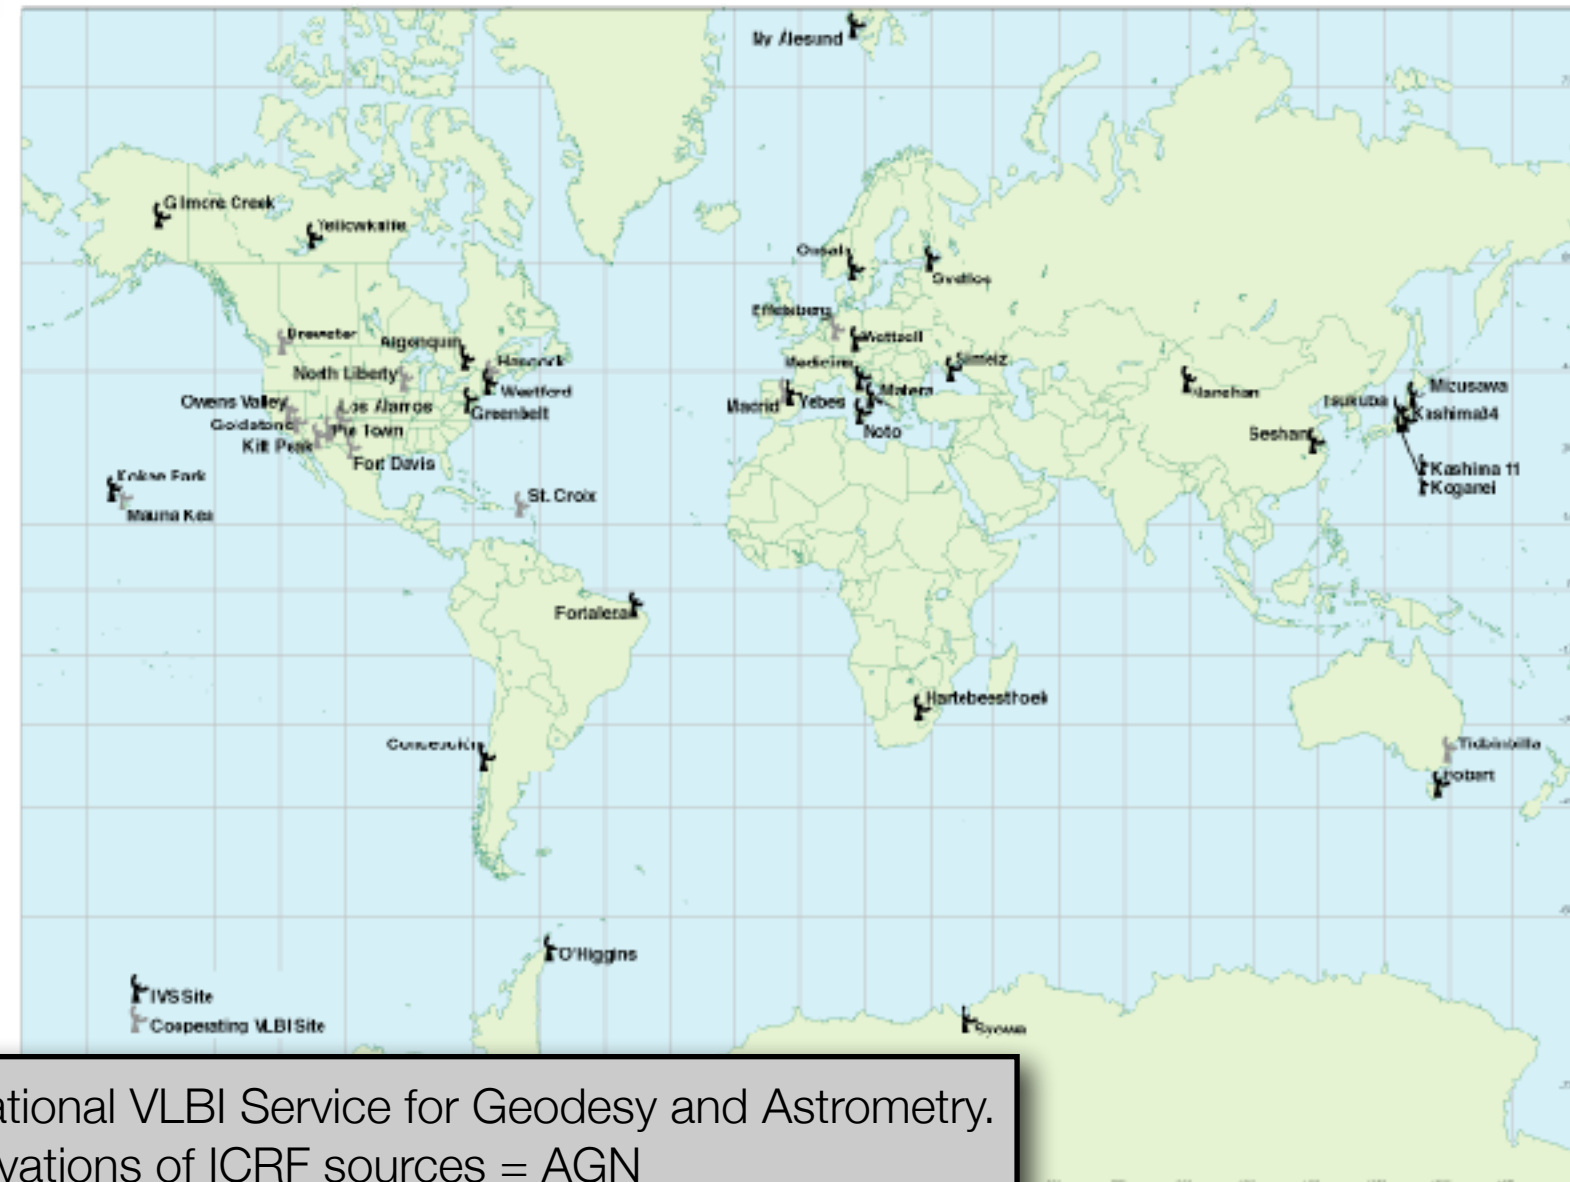 Ny Alesund
Gilmore Creek
Yellowknife
Onsala
Svetloe
Effelsberg
Wettzell
Brewster
Algonquin
Hancock
Medicina
Simeiz
North Liberty
Westford
Matera
Nanshan
Mizusawa
Owens Valley
Los Alamos
Greenbelt
Madrid
Yebes
Tsukuba
Kashima34
Goldstone
Pie Town
Noto
Seshan
Kitt Peak
Fort Davis
Kashima 11
Koganei
Kokee Park
St. Croix
Mauna Kea
Fortaleza
Hartebeesthoek
Concepción
Tidbinbilla
Hobart
O'Higgins
IVS Site
Cooperating VLBI Site
Syowa
ational VLBI Service for Geodesy and Astrometry.
vations of ICRF sources = AGN